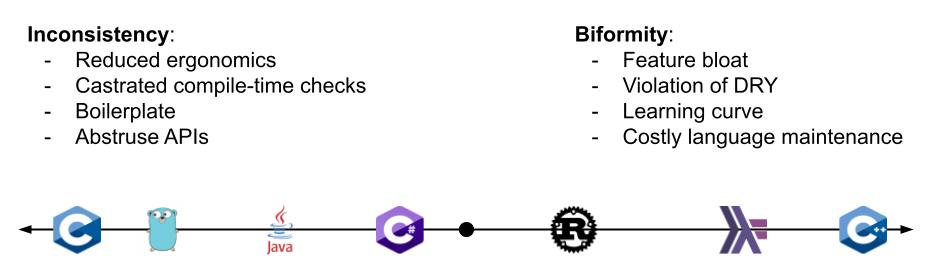 Inconsistency:
- Reduced ergonomics
- Castrated compile-time checks
- Boilerplate
- Abstruse APIs
Biformity:
- Feature bloat
- Violation of DRY
- Learning curve
- Costly language maintenance
C
Java
C#
R
C++